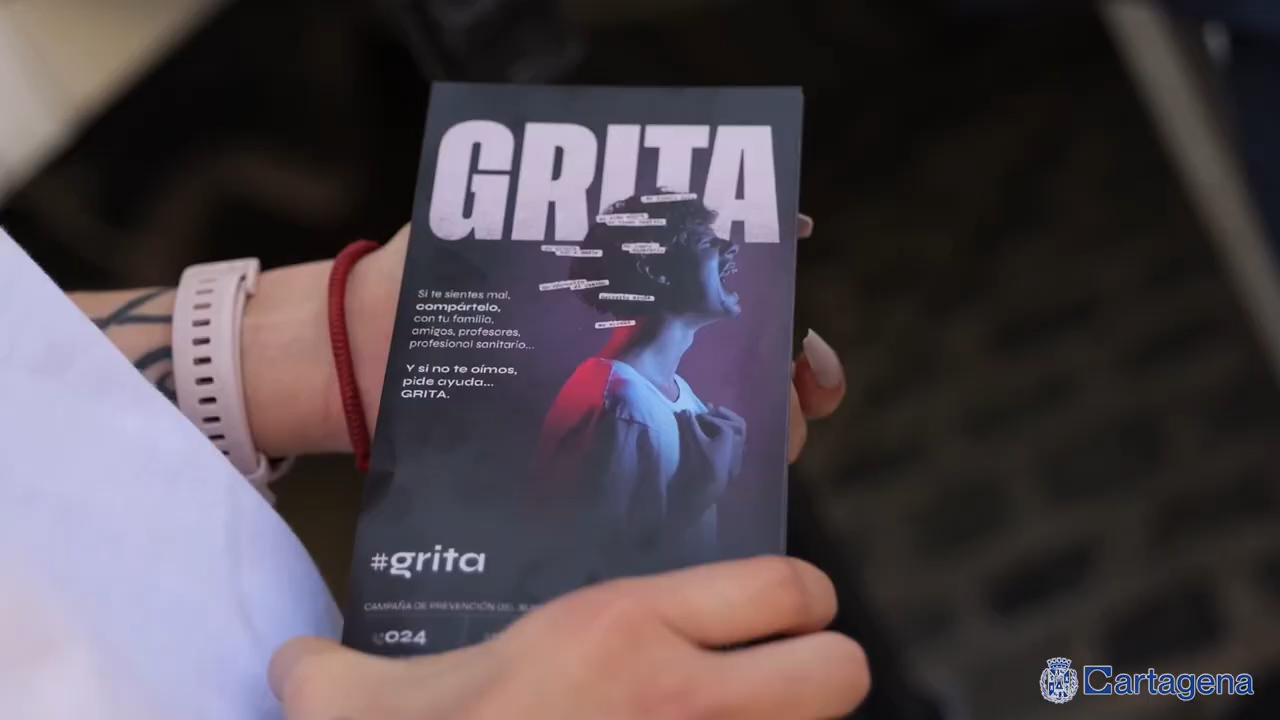 GRITA
Si te sientes mal,
compártelo,
con tu familia,
amigos, profesores,
profesional sanitario...
Y si no te oímos,
pide ayuda...
GRITA.
#grita
CAMPAÑA DE PREVENCIÓN DEL
024
Cartagena